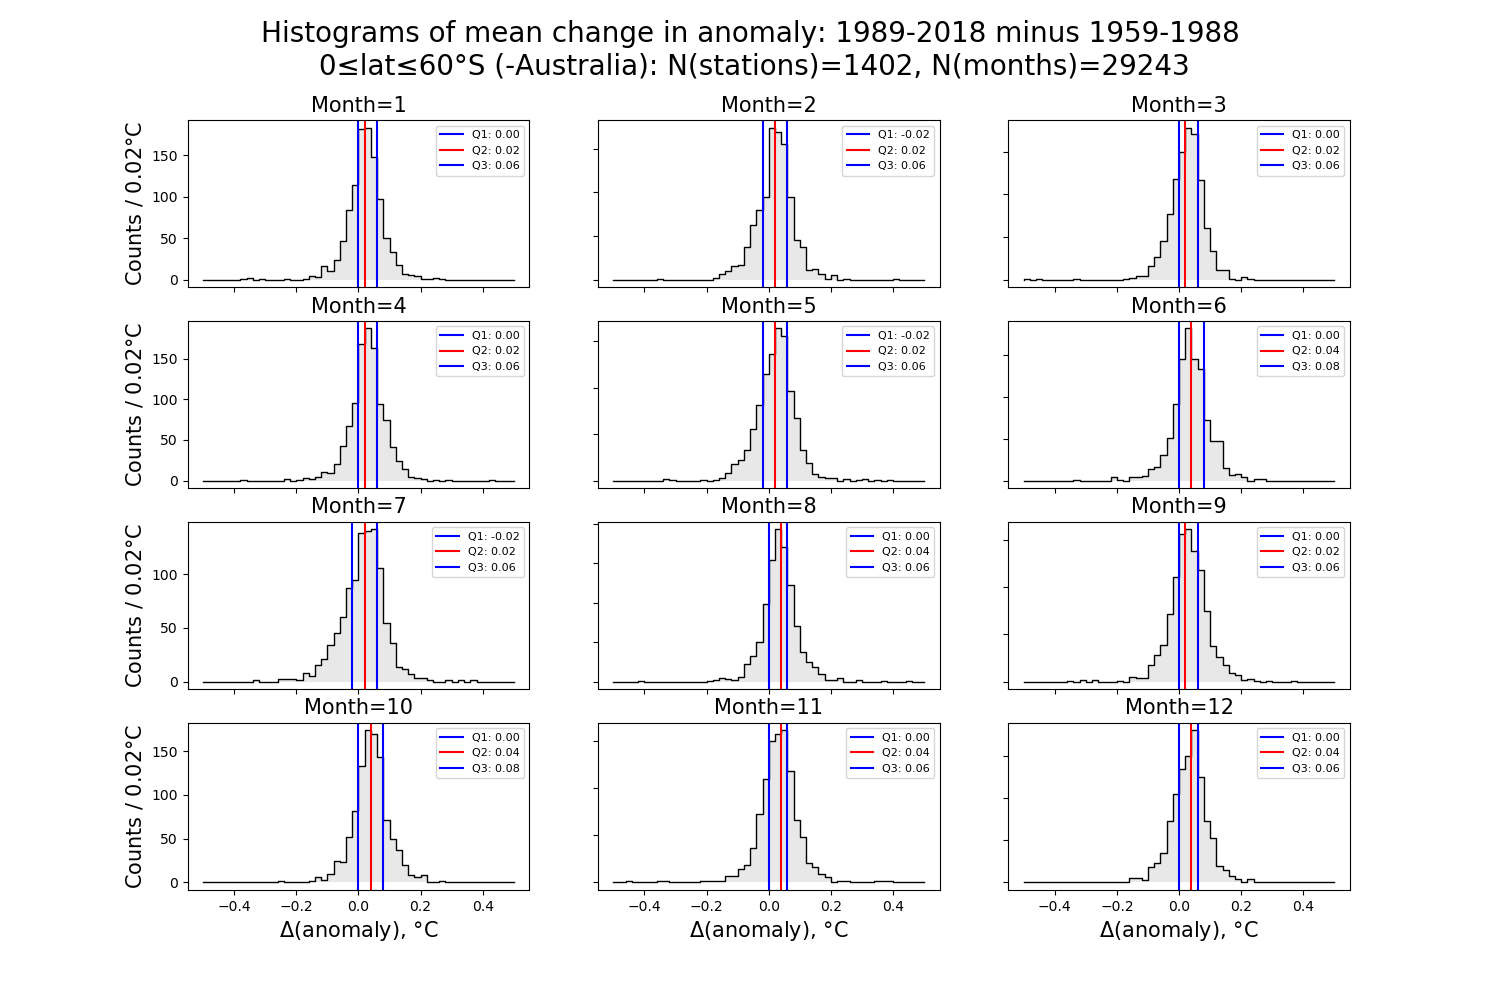 Histograms of mean change in anomaly: 1989-2018 minus 1959-1988
0≤lat≤60°S (-Australia): N(stations)=1402, N(months)=29243
Month=1
Counts / 0.02°C
150
100
50
0
Q1: 0.00
Q2: 0.02
Q3: 0.06
Month=2
Q1: -0.02
Q2: 0.02
Q3: 0.06
Month=3
Q1: 0.00
Q2: 0.02
Q3: 0.06
Month=4
Counts / 0.02°C
150
100
50
0
Q1: 0.00
Q2: 0.02
Q3: 0.06
Month=5
Q1: -0.02
Q2: 0.02
Q3: 0.06
Month=6
Q1: 0.00
Q2: 0.04
Q3: 0.08
Month=7
Counts / 0.02°C
100
50
0
Q1: -0.02
Q2: 0.02
Q3: 0.06
Month=8
Q1: 0.00
Q2: 0.04
Q3: 0.06
Month=9
Q1: 0.00
Q2: 0.02
Q3: 0.06
Month=10
Counts / 0.02°C
150
100
50
0
Q1: 0.00
Q2: 0.04
Q3: 0.08
−0.4 −0.2 0.0 0.2 0.4
Δ(anomaly), °C
Month=11
Q1: 0.00
Q2: 0.04
Q3: 0.06
−0.4 −0.2 0.0 0.2 0.4
Δ(anomaly), °C
Month=12
Q1: 0.00
Q2: 0.04
Q3: 0.06
−0.4 −0.2 0.0 0.2 0.4
Δ(anomaly), °C